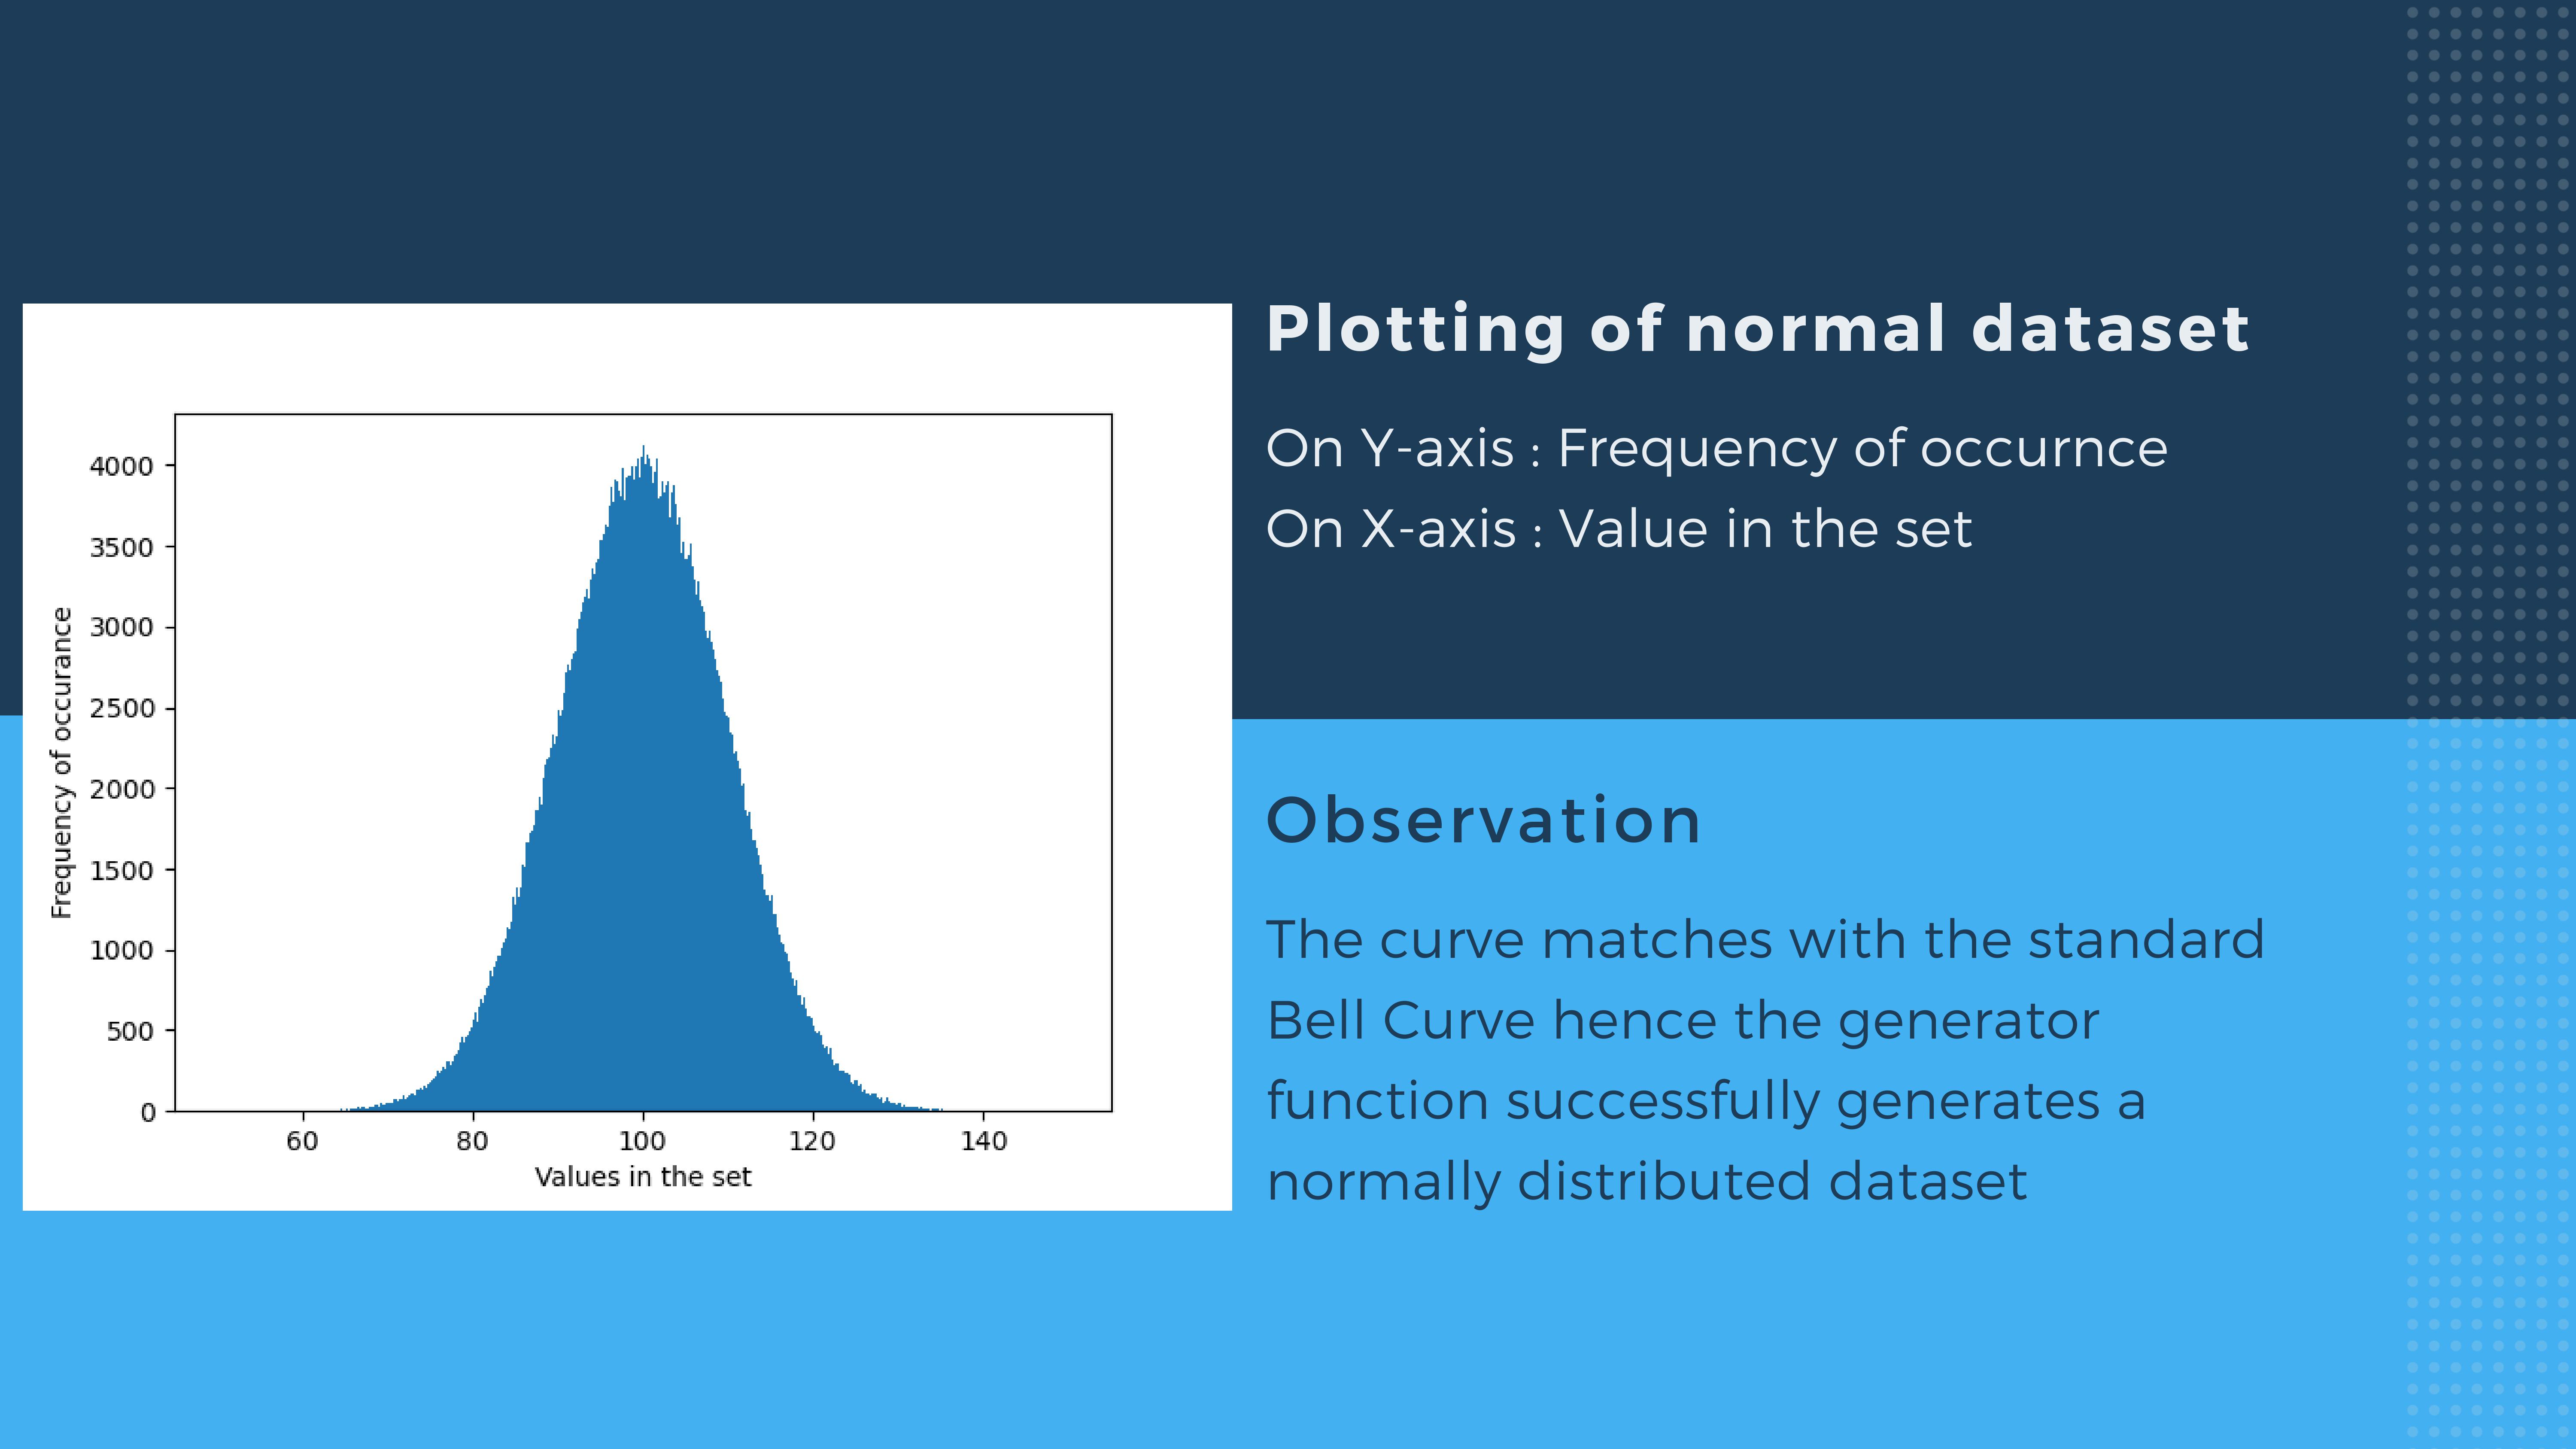 Plotting of normal dataset
On Y-axis : Frequency of occurnce
On X-axis : Value in the set
4000
3500
3000
2500
2000
1500
1000
500
0
Frequency of occurance
60 80 100 120 140
Values in the set
Observation
The curve matches with the standard
Bell Curve hence the generator
function successfully generates a
normally distributed dataset